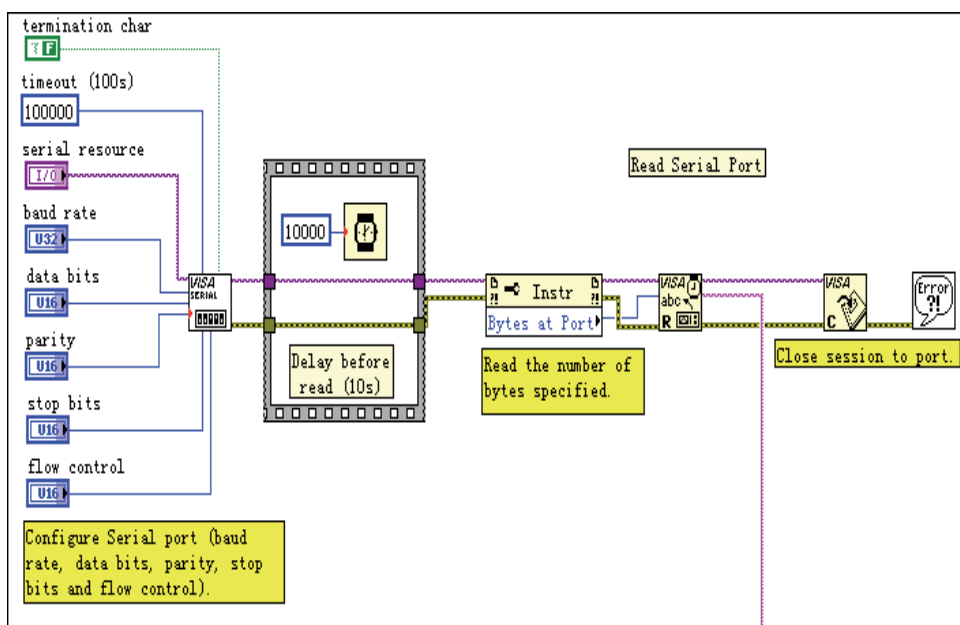 termination char
F
timeout (100s)
100000
serial resource
I/O
baud rate
U32
data bits
U16
parity
U16
stop bits
U16
flow control
U16
Configure Serial port (baud
rate, data bits, parity, stop
bits and flow control).
VISA
SERIAL
10000
Delay before
read (10s)
Read Serial Port
?! Instr ?!
Bytes at Port
Read the number of
bytes specified.
VISA
abc
R
VISA
C
Close session to port.
Error
?!